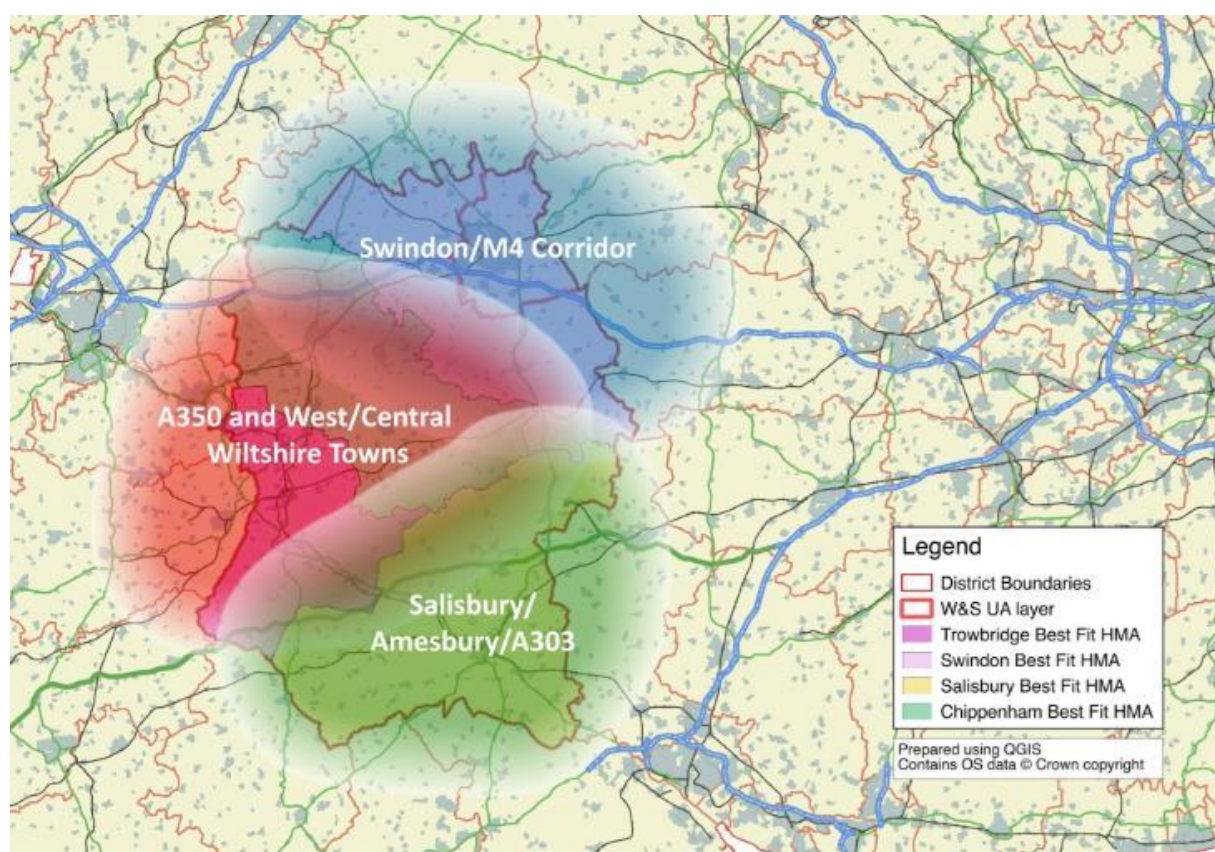 Swindon/M4 Corridor
A350 and West/Central
Wiltshire Towns
Salisbury/
Amesbury/A303
Legend
District Boundaries
W&S UA layer
Trowbridge Best Fit HMA
Swindon Best Fit HMA
Salisbury Best Fit HMA
Chippenham Best Fit HMA
Prepared using QGIS
Contains OS data © Crown copyright